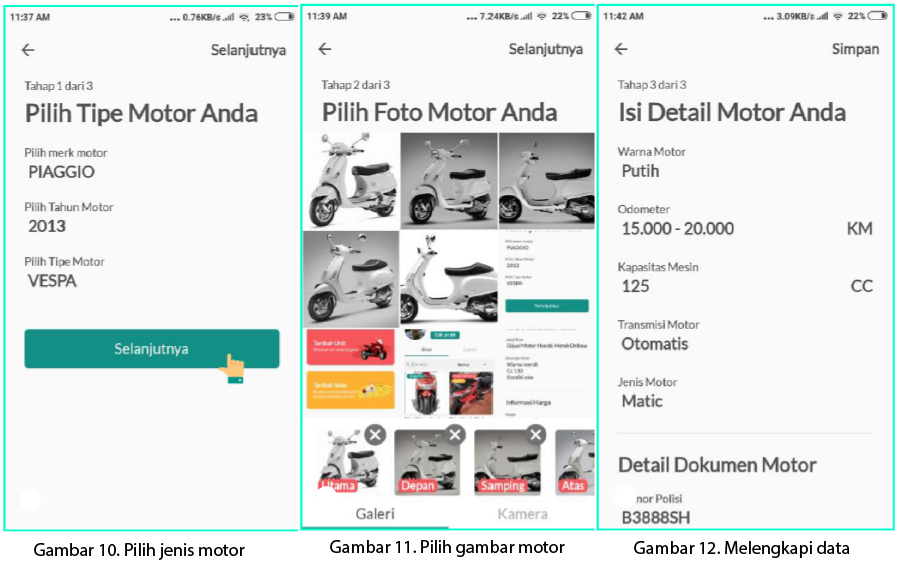 11:37 AM
... 0.76KB/s 23%
Selanjutnya
Tahap 1 dari 3
Pilih Tipe Motor Anda
Pilih merk motor
PIAGGIO
Pilih Tahun Motor
2013
Pilih Tipe Motor
VESPA
Selanjutnya
Gambar 10. Pilih jenis motor
11:39 AM
... 7.24KB/s 22%
Selanjutnya
Tahap 2 dari 3
Pilih Foto Motor Anda
PIAGGIO
2013
Pilih Tipe Motor
VESPA
Selanjutnya
Tambah Unit
Edit profil
Dijual Motor Honda Merah Delima
Warna merah
Informasi Harga
Tambah Iklan
Utama
Depan
Samping
Atas
Galeri
Kamera
Gambar 11. Pilih gambar motor
11:42 AM
... 3.09KB/s 22%
Simpan
Tahap 3 dari 3
Isi Detail Motor Anda
Warna Motor
Putih
Odometer
15.000 - 20.000 KM
Kapasitas Mesin
125 CC
Transmisi Motor
Otomatis
Jenis Motor
Matic
Detail Dokumen Motor
nor Polisi
B3888SH
Gambar 12. Melengkapi data